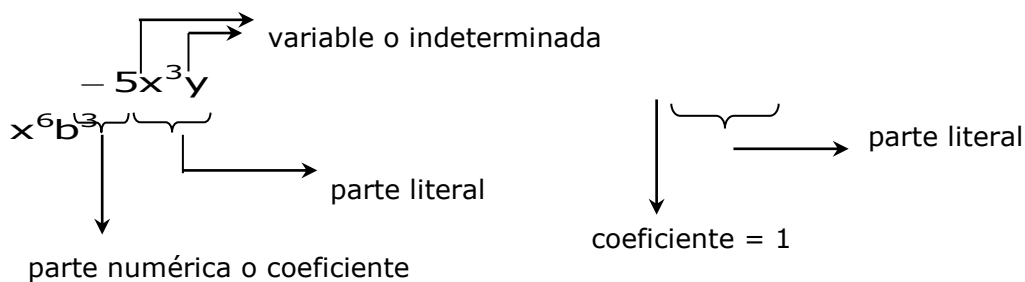 variable o indeterminada
− 5x³y
x⁶b³
parte literal
parte literal
coeficiente = 1
parte numérica o coeficiente